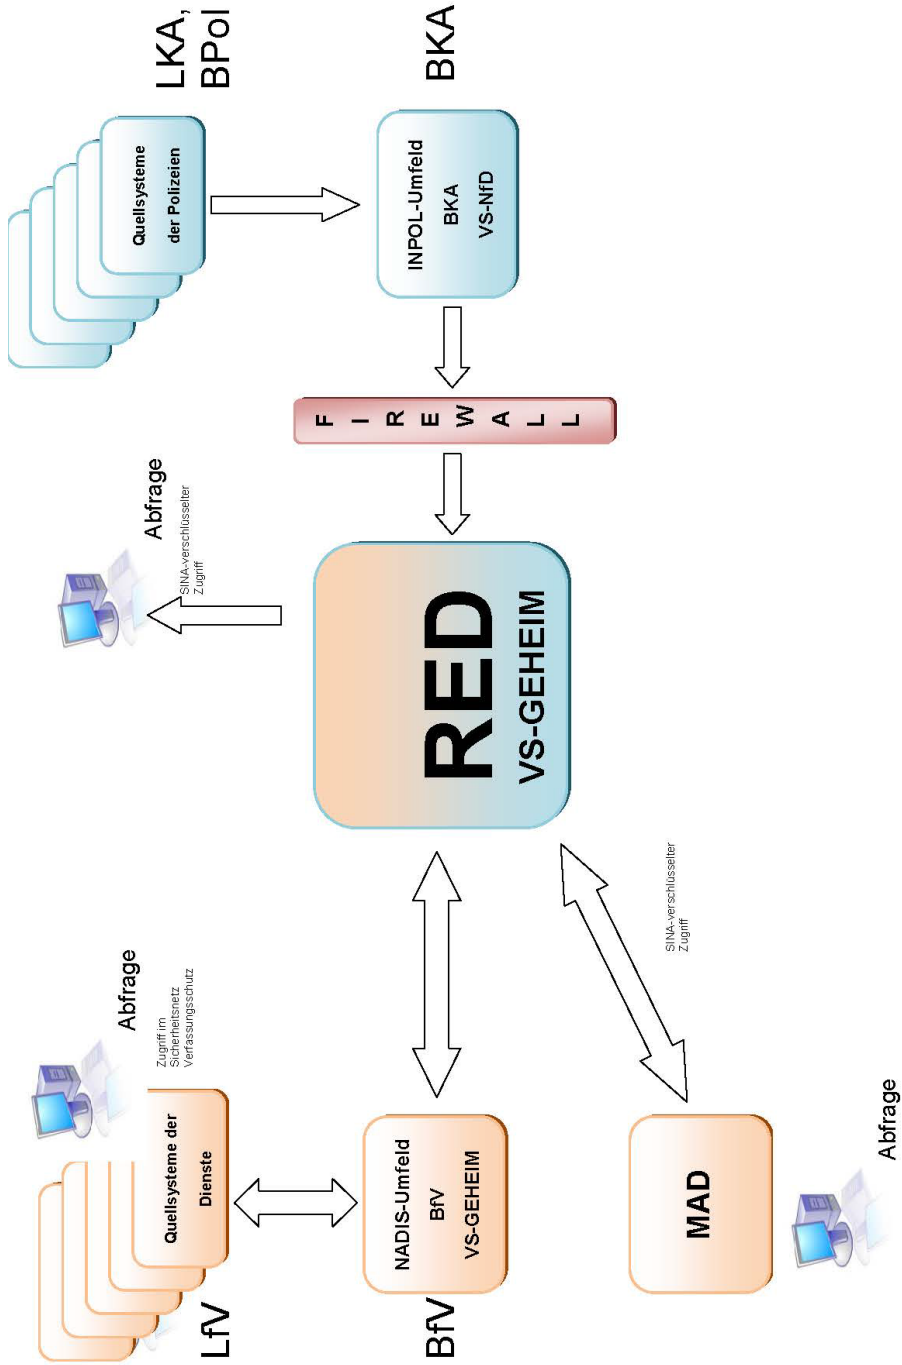 LfV
Quellsysteme der
Dienste
Abfrage
Zugriff im
Sicherheitsnetz
Verfassungsschutz
Abfrage
SINA-verschlüsselter
Zugriff
Quellsysteme
der Polizeien
LKA,
BPol
BfV
NADIS-Umfeld
BfV
VS-GEHEIM
RED
VS-GEHEIM
FIREWALL
INPOL-Umfeld
BKA
VS-NfD
BKA
MAD
SINA-verschlüsselter
Zugriff
Abfrage